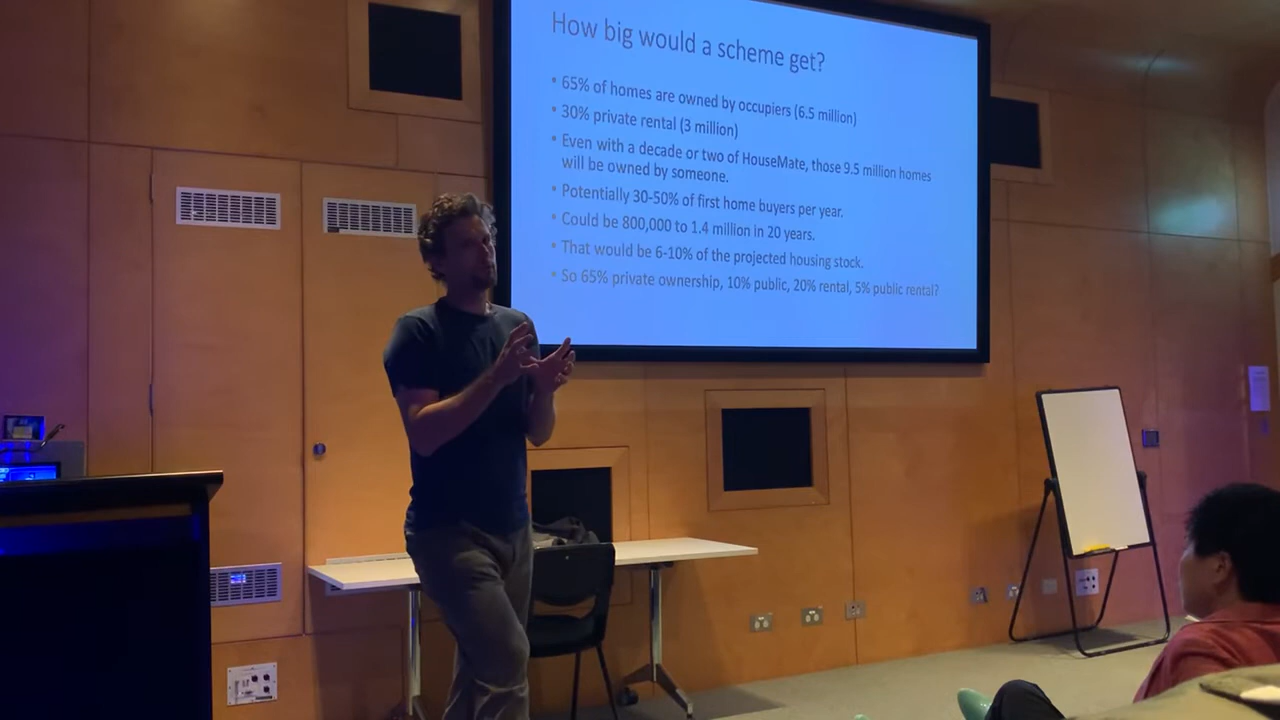 How big would a scheme get?
▪ 65% of homes are owned by occupiers (6.5 million)
▪ 30% private rental (3 million)
▪ Even with a decade or two of HouseMate, those 9.5 million homes
will be owned by someone.
▪ Potentially 30-50% of first home buyers per year.
▪ Could be 800,000 to 1.4 million in 20 years.
▪ That would be 6-10% of the projected housing stock.
▪ So 65% private ownership, 10% public, 20% rental, 5% public rental?